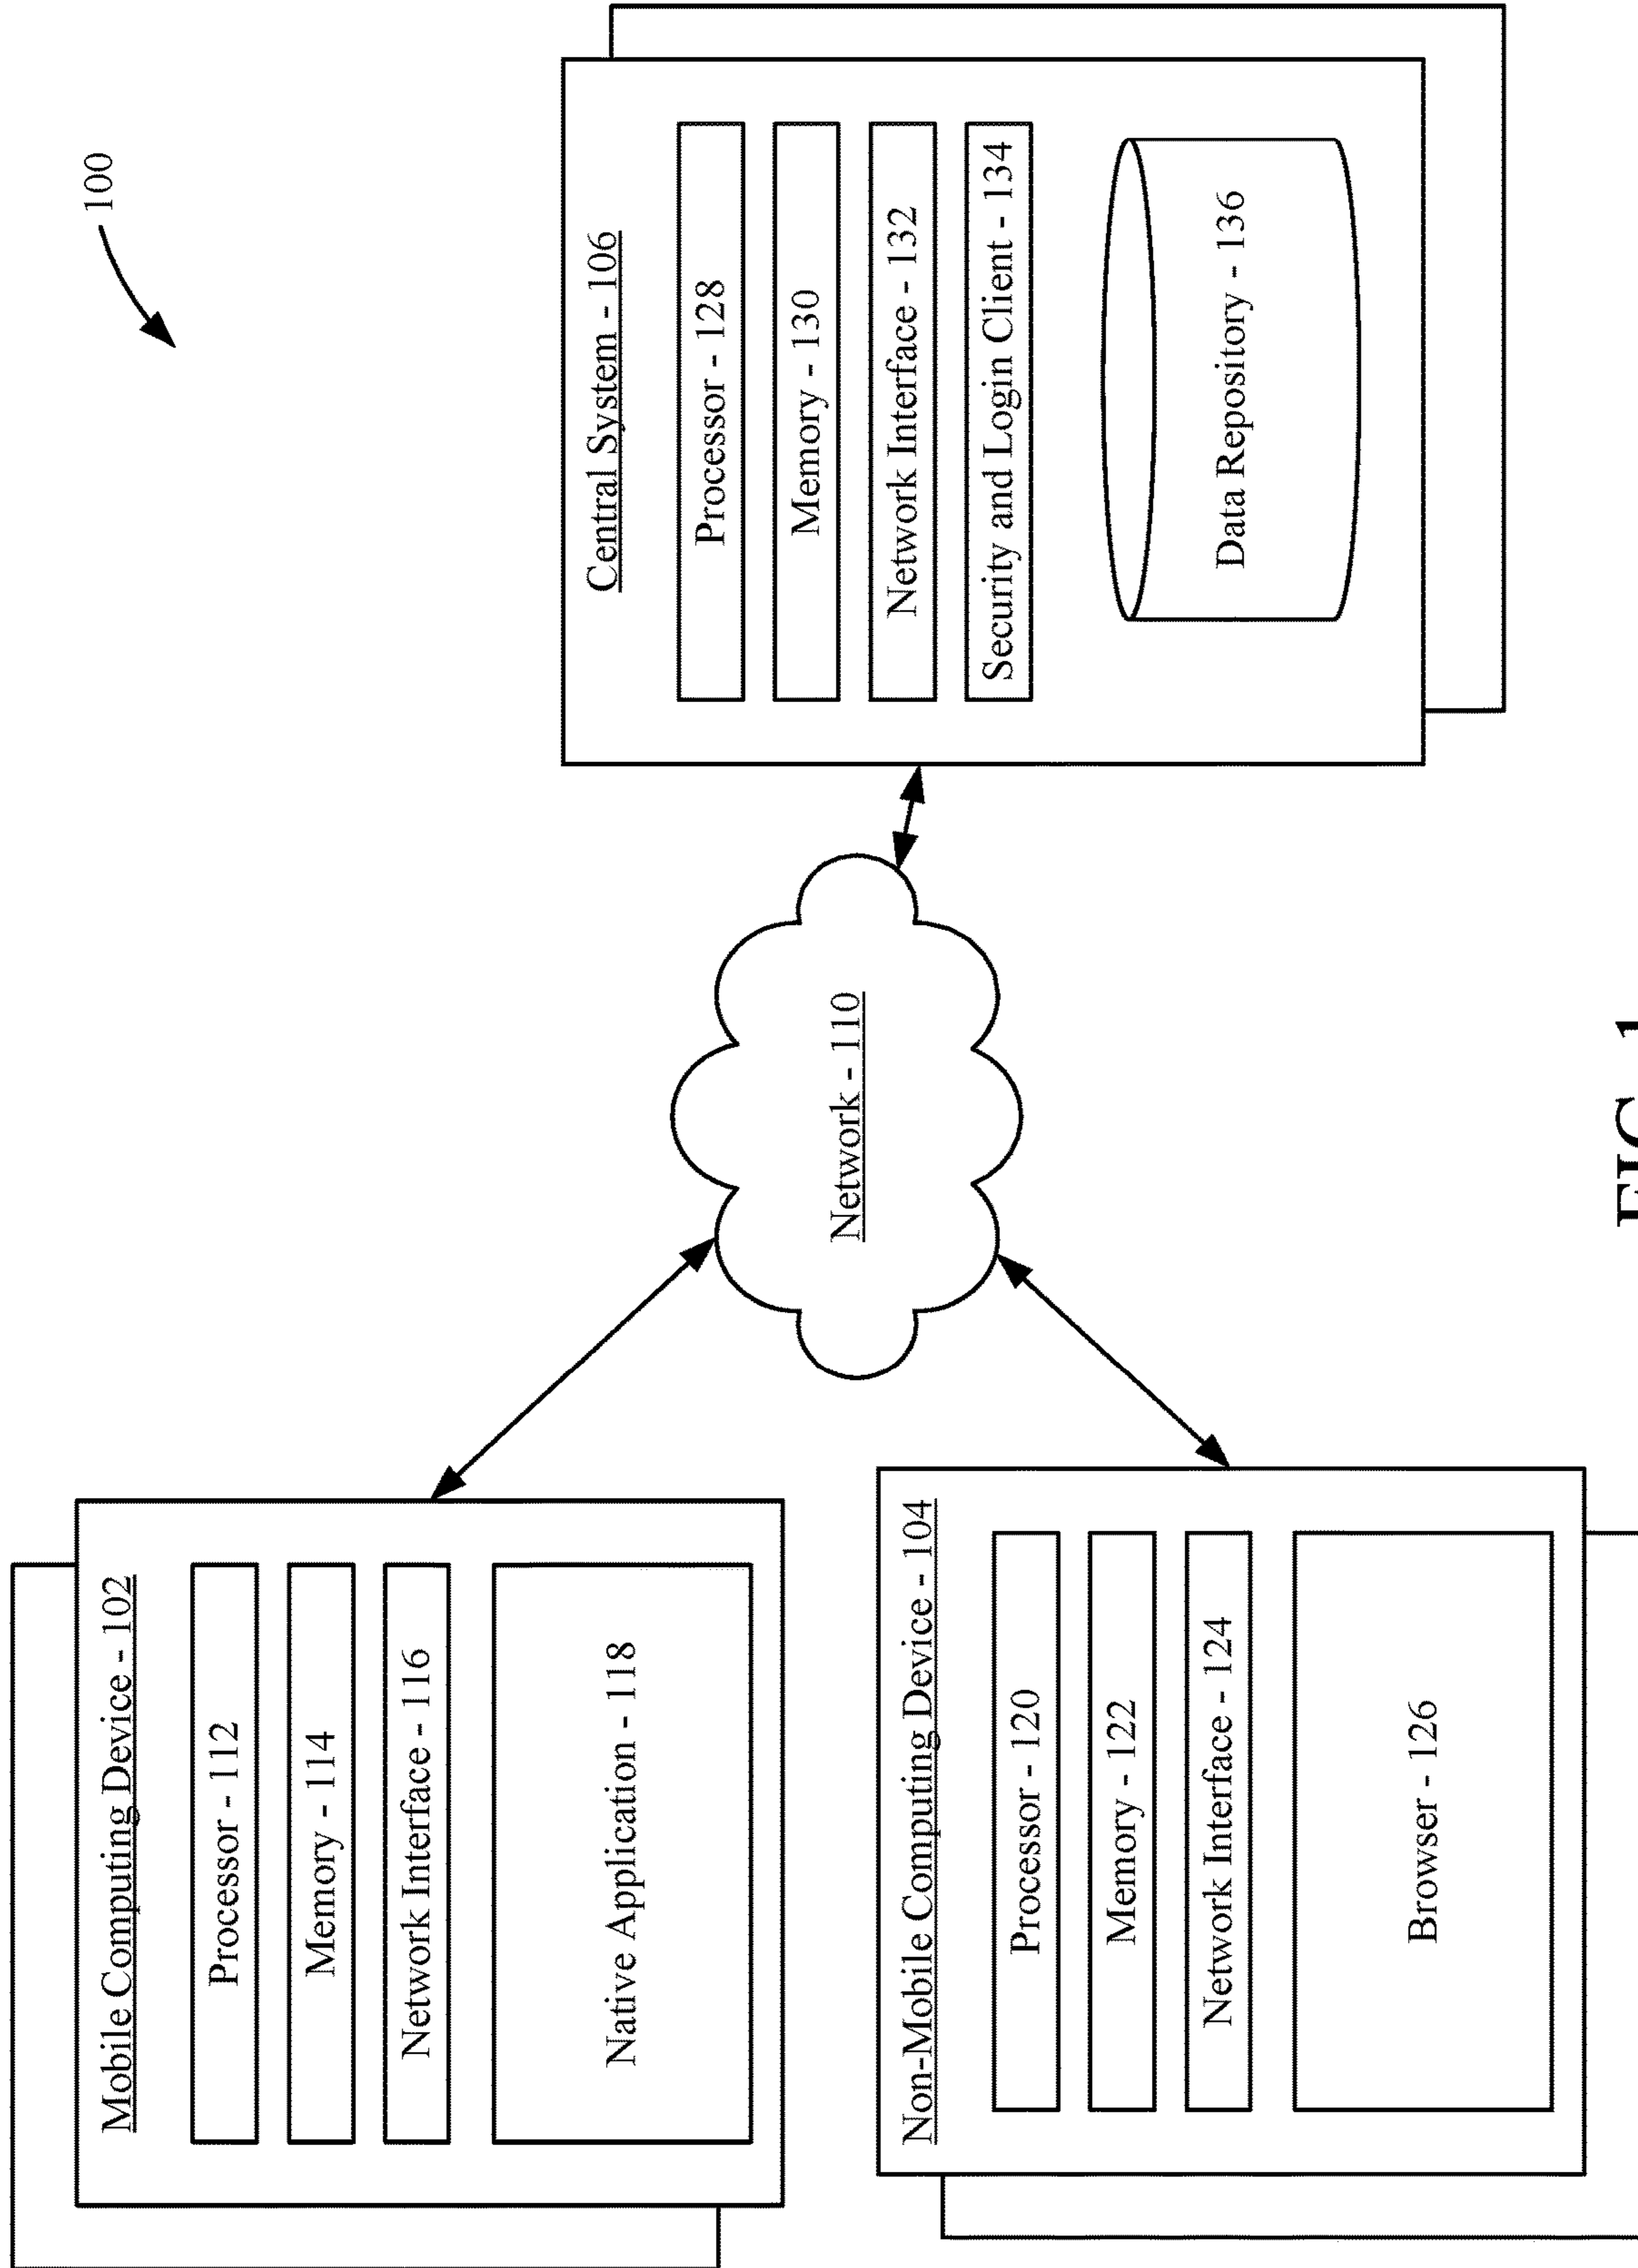 100
Mobile Computing Device - 102
Processor - 112
Memory - 114
Network Interface - 116
Native Application - 118
Non-Mobile Computing Device - 104
Processor - 120
Memory - 122
Network Interface - 124
Browser - 126
Network - 110
Central System - 106
Processor - 128
Memory - 130
Network Interface - 132
Security and Login Client - 134
Data Repository - 136
FIG. 1